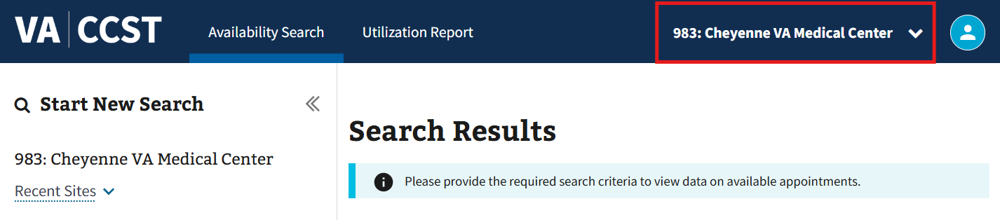 VA | CCST
Availability Search
Utilization Report
983: Cheyenne VA Medical Center
Start New Search
983: Cheyenne VA Medical Center
Recent Sites
Search Results
Please provide the required search criteria to view data on available appointments.